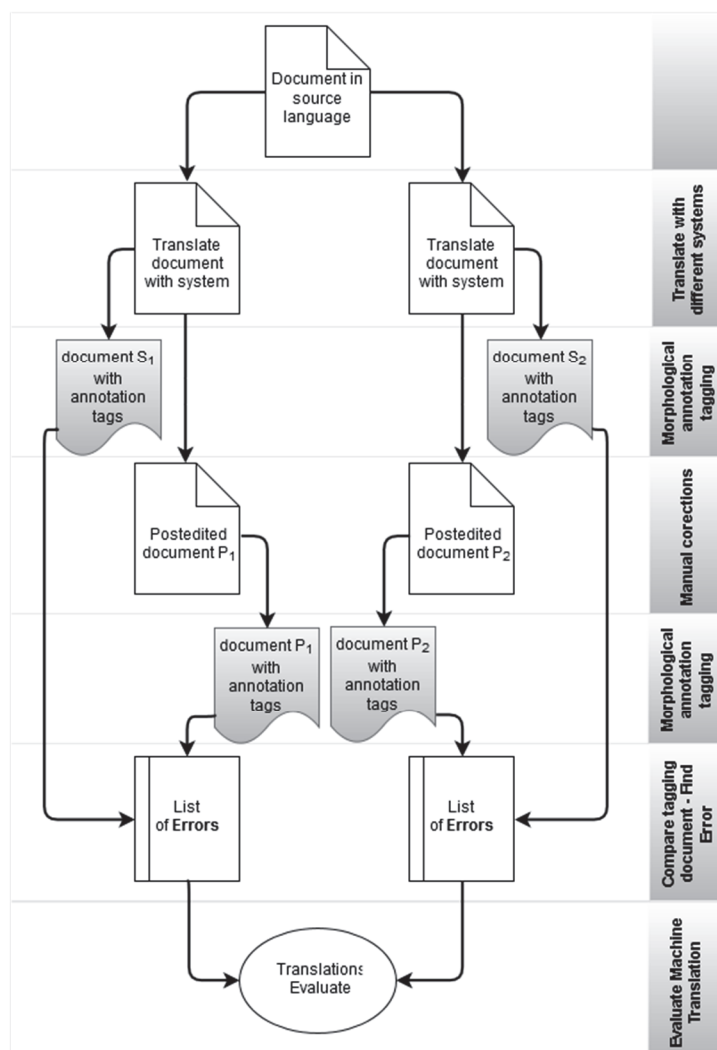 Document in
source
language
Translate
document
with system
Translate
document
with system
Translate with
different systems
document S₁
with
annotation
tags
document S₂
with
annotation
tags
Morphological
annotation
tagging
Postedited
document P₁
Postedited
document P₂
Manual corections
document P₁
with
annotation
tags
document P₂
with
annotation
tags
Morphological
annotation
tagging
List
of Errors
List
of Errors
Compare tagging
document - Find
Error
Translations
Evaluate
Evaluate Machine
Translation